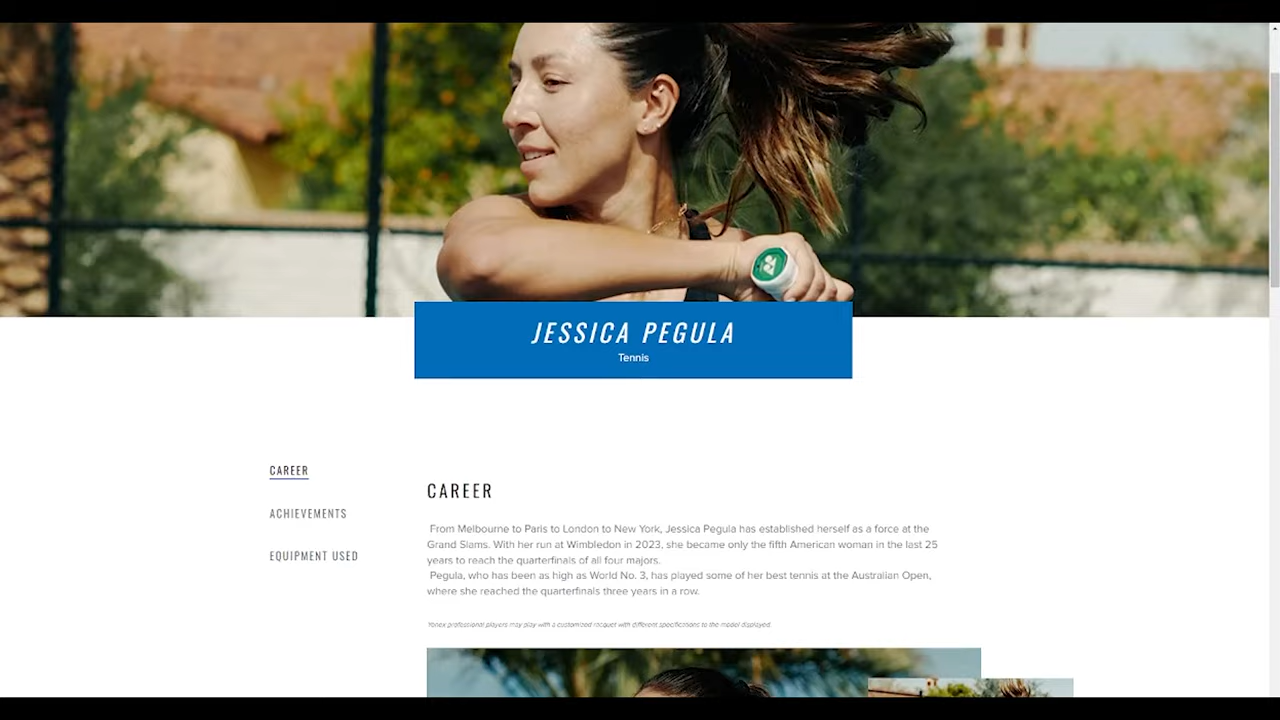 JESSICA PEGULA
Tennis
CAREER
ACHIEVEMENTS
EQUIPMENT USED
CAREER
From Melbourne to Paris to London to New York, Jessica Pegula has established herself as a force at the
Grand Slams. With her run at Wimbledon in 2023, she became only the fifth American woman in the last 25
years to reach the quarterfinals of all four majors.
Pegula, who has been as high as World No. 3, has played some of her best tennis at the Australian Open,
where she reached the quarterfinals three years in a row.
Yonex professional players may play with a customized racquet with different specifications to the model displayed.